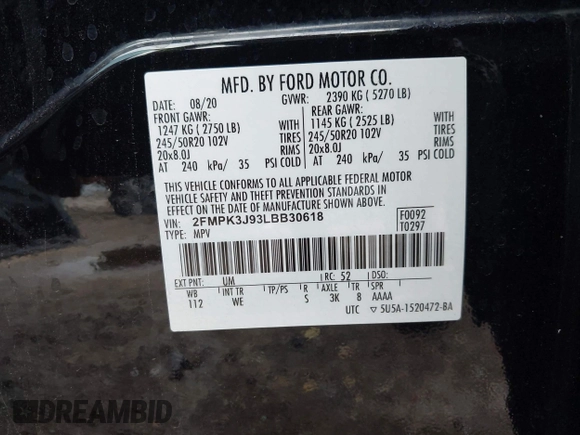 MFD. BY FORD MOTOR CO.
DATE: 08/20 GVWR: 2390 KG ( 5270 LB)
FRONT GAWR: REAR GAWR:
1247 KG ( 2750 LB) WITH 1145 KG ( 2525 LB) WITH
245/50R20 102V TIRES 245/50R20 102V TIRES
20x8.0J RIMS 20x8.0J RIMS
AT 240 kPa/ 35 PSI COLD AT 240 kPa/ 35 PSI COLD
THIS VEHICLE CONFORMS TO ALL APPLICABLE FEDERAL MOTOR
VEHICLE SAFETY AND THEFT PREVENTION STANDARDS IN
EFFECT ON THE DATE OF MANUFACTURE SHOWN ABOVE.
VIN: 2FMPK3J93LBB30618 F0092
TYPE: MPV T0297
EXT PNT: UM RC: 52 DSO:
WB INT TR TP/PS R AXLE TR SPR
112 WE S 3K 8 AAAA
UTC ▽ 5U5A-1520472-BA
DREAMBID